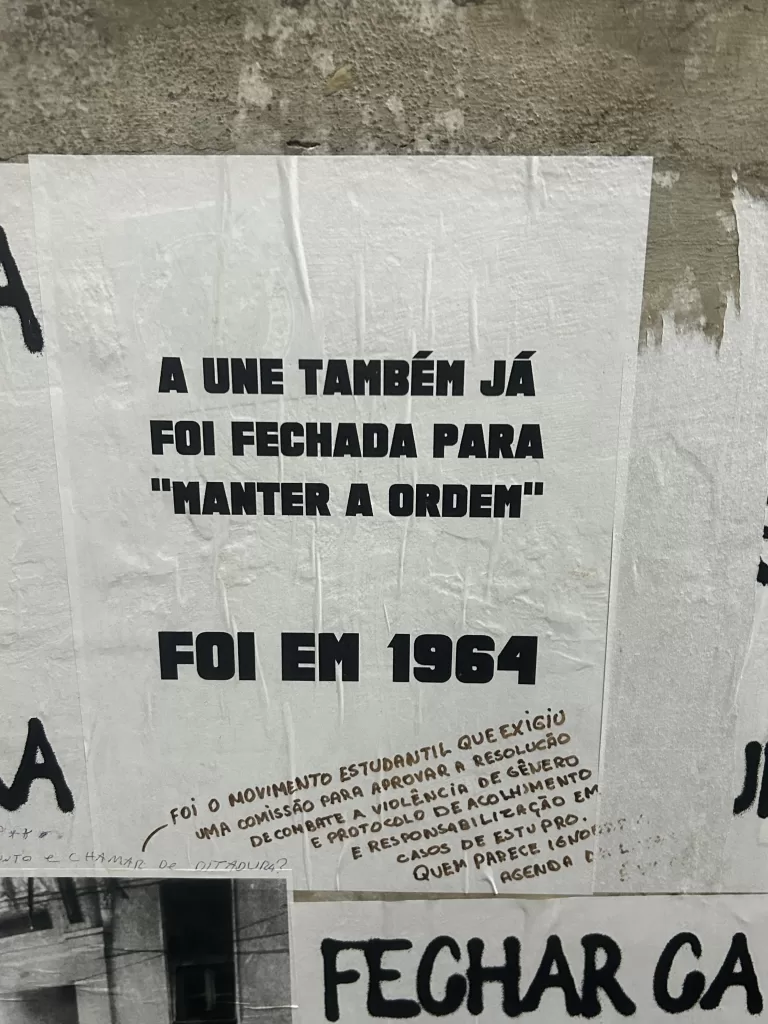 A UNE TAMBÉM JÁ
FOI FECHADA PARA
"MANTER A ORDEM"
FOI EM 1964
FOI O MOVIMENTO ESTUDANTIL QUE EXIGIU
UMA COMISSÃO PARA APROVAR A RESOLUCÃO
DE COMBATE A VIOLÊNCIA DE GÊNERO
E PROTOCOLO DE ACOLHIMENTO
E RESPONSABILIZAÇÃO EM
CASOS DE ESTUPRO.
QUEM PARECE
AGENDA
E CHAMAR DE DITADURA?
FECHAR CA